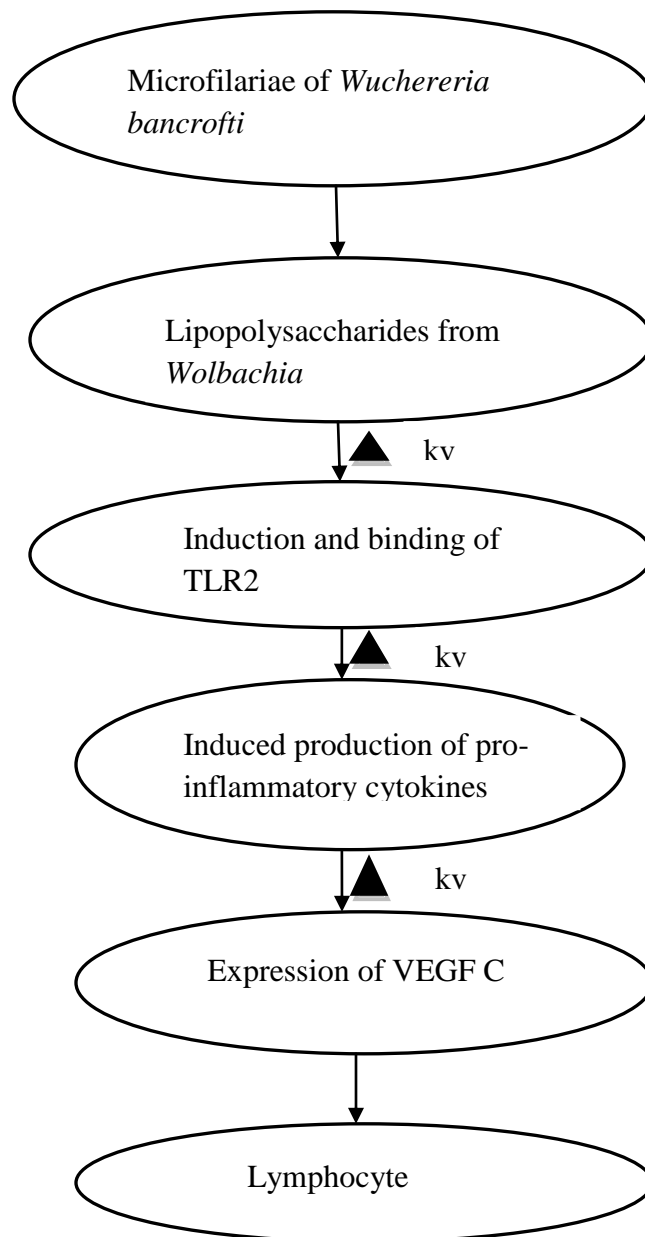 Microfilariae of Wuchereria
bancrofti
Lipopolysaccharides from
Wolbachia
kv
Induction and binding of
TLR2
kv
Induced production of pro-
inflammatory cytokines
kv
Expression of VEGF C
Lymphocyte